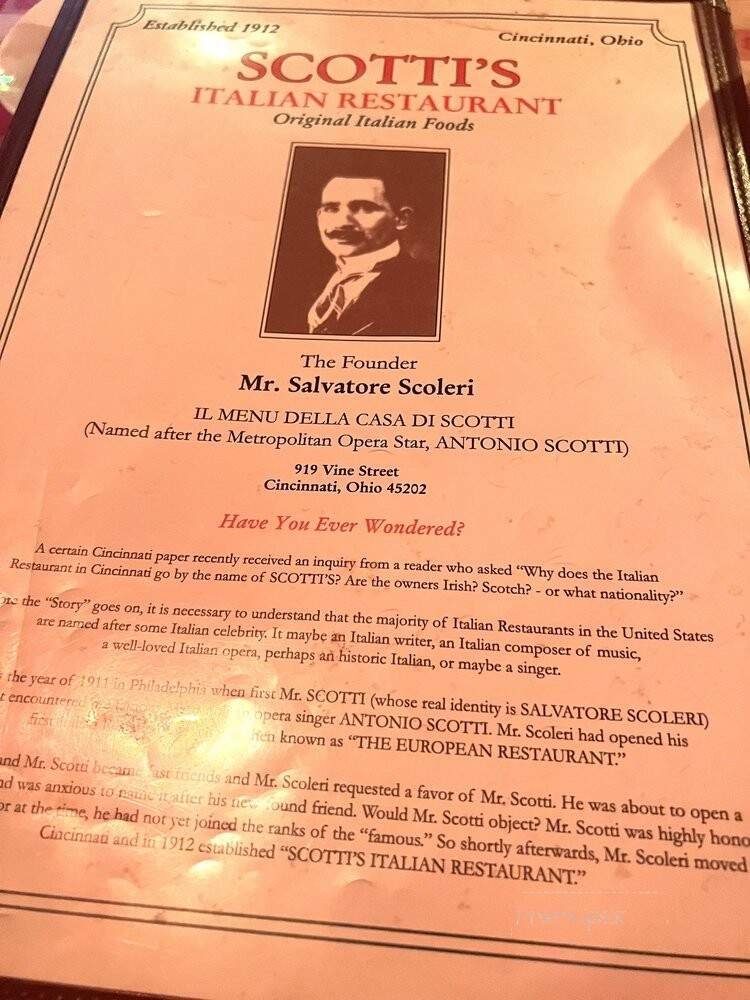 Established 1912
Cincinnati, Ohio
SCOTTI'S
ITALIAN RESTAURANT
Original Italian Foods
The Founder
Mr. Salvatore Scoleri
IL MENU DELLA CASA DI SCOTTI
(Named after the Metropolitan Opera Star, ANTONIO SCOTTI)
919 Vine Street
Cincinnati, Ohio 45202
Have You Ever Wondered?
A certain Cincinnati paper recently received an inquiry from a reader who asked "Why does the Italian
Restaurant in Cincinnati go by the name of SCOTTI'S? Are the owners Irish? Scotch? - or what nationality?"
the "Story" goes on, it is necessary to understand that the majority of Italian Restaurants in the United States
are named after some Italian celebrity. It maybe an Italian writer, an Italian composer of music,
a well-loved Italian opera, perhaps an historic Italian, or maybe a singer.
the year of 1911 in Philadelphia when first Mr. SCOTTI (whose real identity is SALVATORE SCOLERI)
encountered opera singer ANTONIO SCOTTI. Mr. Scoleri had opened his
first known as "THE EUROPEAN RESTAURANT."
and Mr. Scotti became fast friends and Mr. Scoleri requested a favor of Mr. Scotti. He was about to open a
and was anxious to name it after his new found friend. Would Mr. Scotti object? Mr. Scotti was highly hono
or at the time, he had not yet joined the ranks of the "famous." So shortly afterwards, Mr. Scoleri moved
Cincinnati and in 1912 established "SCOTTI'S ITALIAN RESTAURANT."